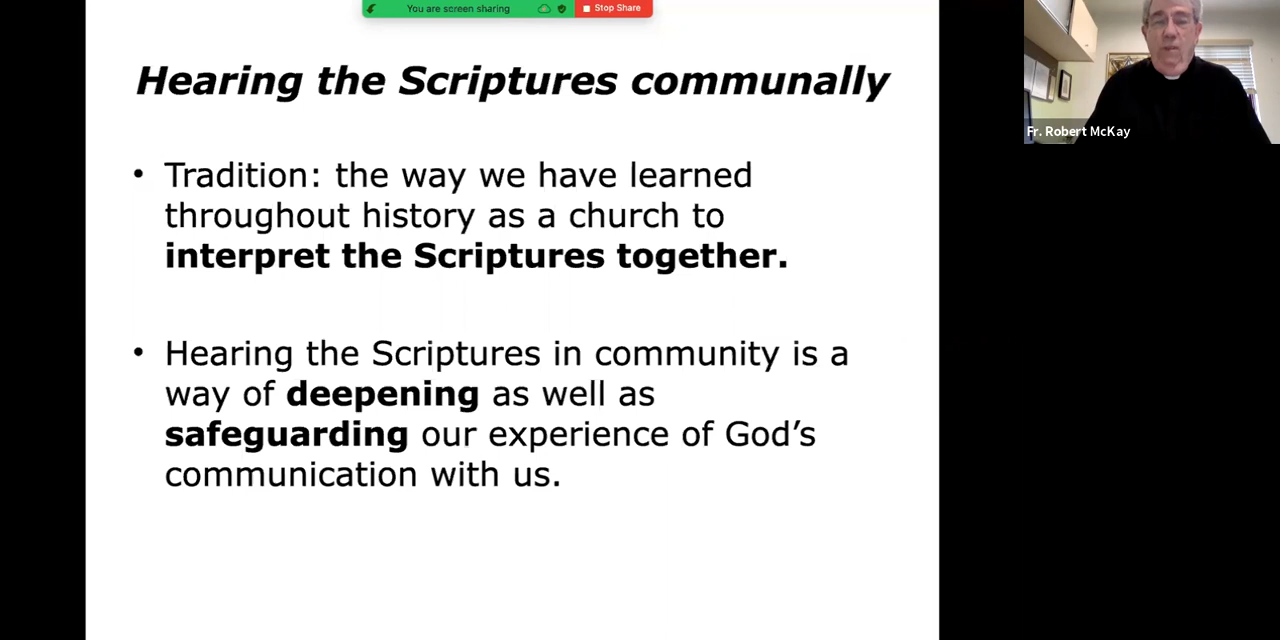 You are screen sharing
Stop Share
Hearing the Scriptures communally
• Tradition: the way we have learned
throughout history as a church to
interpret the Scriptures together.
• Hearing the Scriptures in community is a
way of deepening as well as
safeguarding our experience of God’s
communication with us.
Fr. Robert McKay